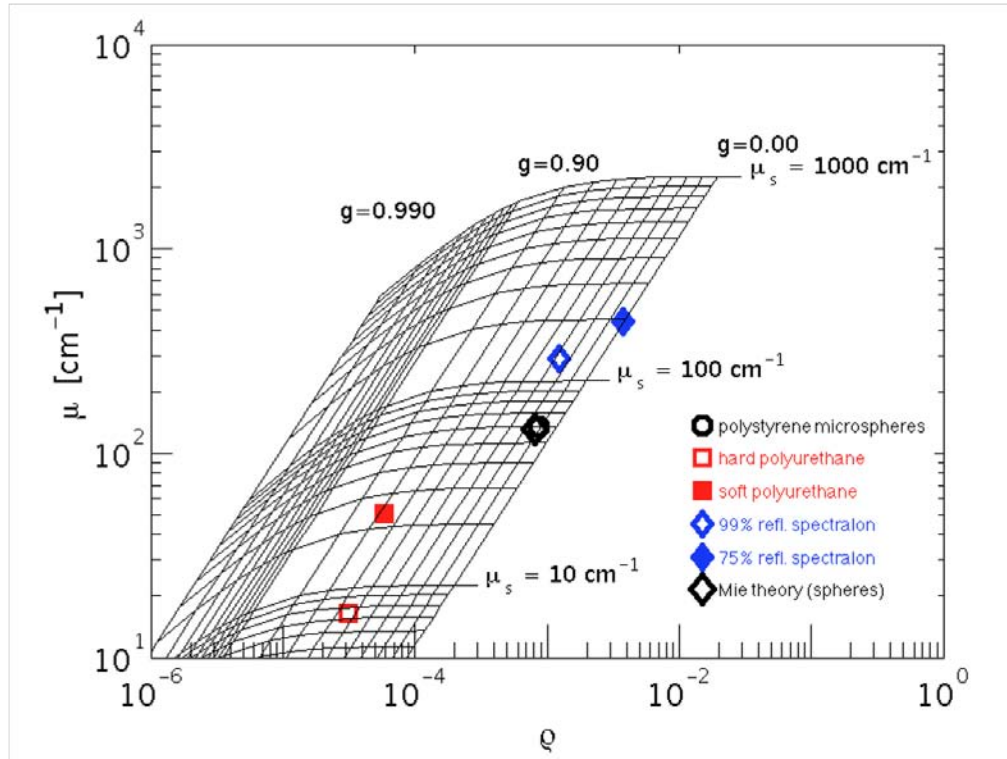 10^4
g=0.00
g=0.90
μ_s = 1000 cm^−1
g=0.990
10^3
μ [cm^−1]
μ_s = 100 cm^−1
10^2
polystyrene microspheres
hard polyurethane
soft polyurethane
99% refl. spectralon
μ_s = 10 cm^−1
75% refl. spectralon
Mie theory (spheres)
10^1
10^−6
10^−4
10^−2
10^0
ϱ